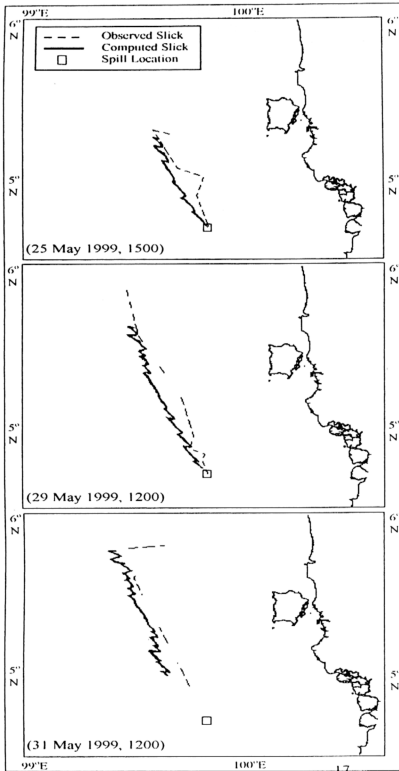 99°E 100°E
6° 6°
- - - Observed Slick
Computed Slick
Spill Location
5° 5°
N N
(25 May 1999, 1500)
6° 6°
5° 5°
N N
(29 May 1999, 1200)
6° 6°
5° 5°
N N
(31 May 1999, 1200)
99°E 100°E
17